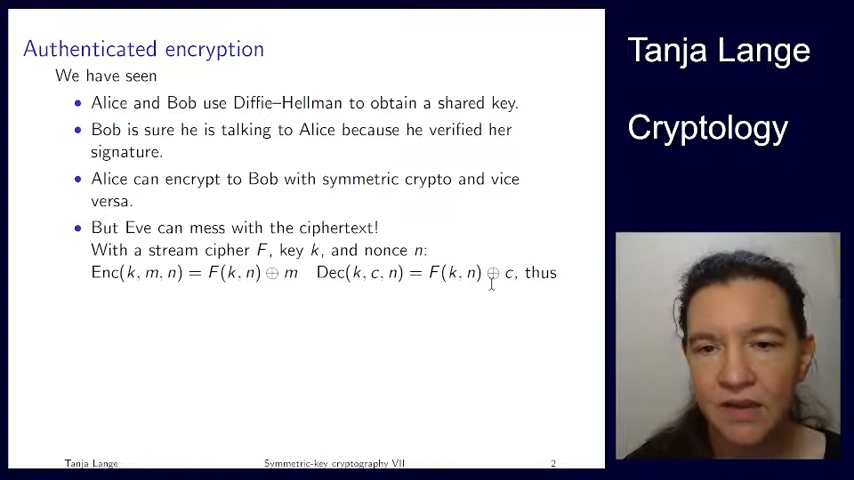 Authenticated encryption
We have seen
• Alice and Bob use Diffie–Hellman to obtain a shared key.
• Bob is sure he is talking to Alice because he verified her
signature.
• Alice can encrypt to Bob with symmetric crypto and vice
versa.
• But Eve can mess with the ciphertext!
With a stream cipher F, key k, and nonce n:
Enc(k, m, n) = F(k, n) ⊕ m Dec(k, c, n) = F(k, n) ⊕ c, thus
Tanja Lange Symmetric-key cryptography VII 2
Tanja Lange
Cryptology